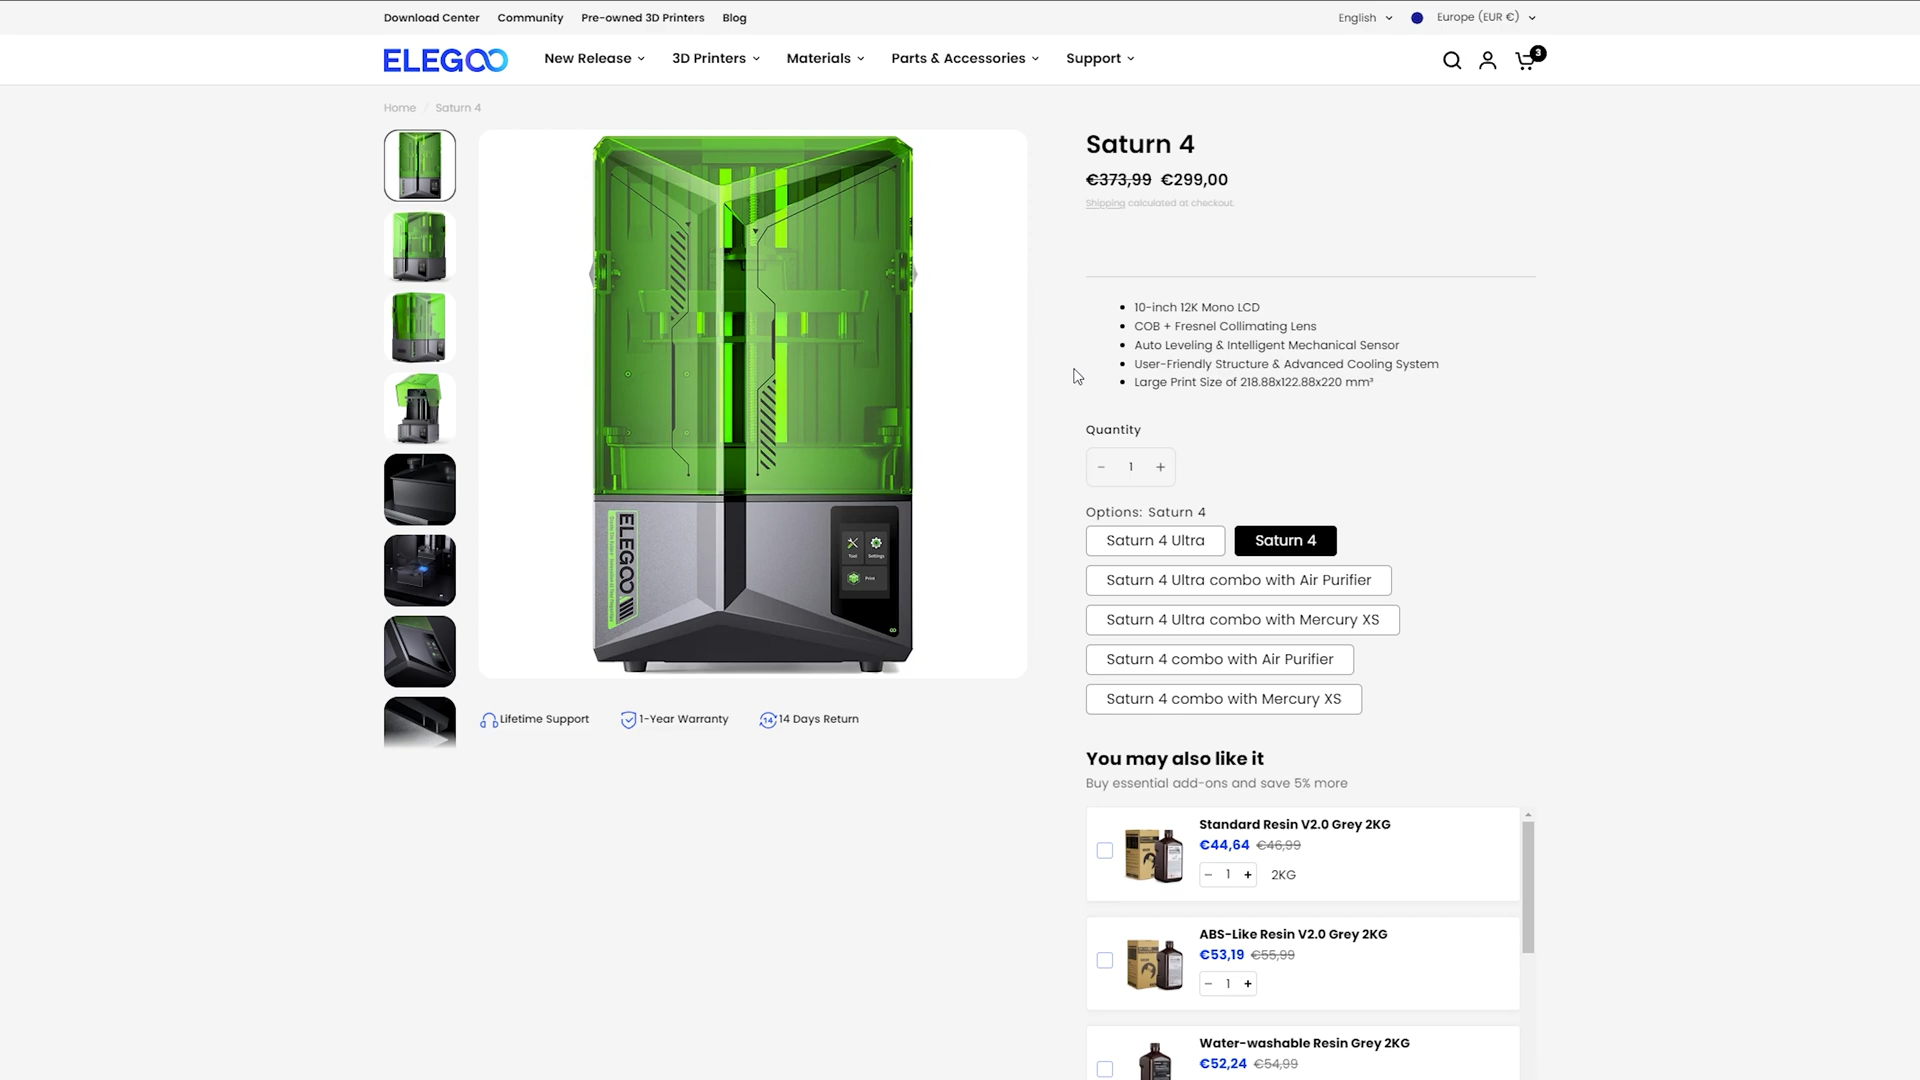 Download Center Community Pre-owned 3D Printers Blog
English Europe (EUR €)
ELEGOO New Release 3D Printers Materials Parts & Accessories Support
3
Home / Saturn 4
Saturn 4
€373,99 €299,00
Shipping calculated at checkout.
10-inch 12K Mono LCD
COB + Fresnel Collimating Lens
Auto Leveling & Intelligent Mechanical Sensor
User-Friendly Structure & Advanced Cooling System
Large Print Size of 218.88x122.88x220 mm³
Quantity
− 1 +
Options: Saturn 4
Saturn 4 Ultra Saturn 4
Saturn 4 Ultra combo with Air Purifier
Saturn 4 Ultra combo with Mercury XS
Saturn 4 combo with Air Purifier
Saturn 4 combo with Mercury XS
ELEGOO
Tool Settings
Print
Lifetime Support 1-Year Warranty 14 14 Days Return
You may also like it
Buy essential add-ons and save 5% more
Standard Resin V2.0 Grey 2KG
€44,64 €46,99
− 1 + 2KG
ABS-Like Resin V2.0 Grey 2KG
€53,19 €55,99
− 1 +
Water-washable Resin Grey 2KG
€52,24 €54,99